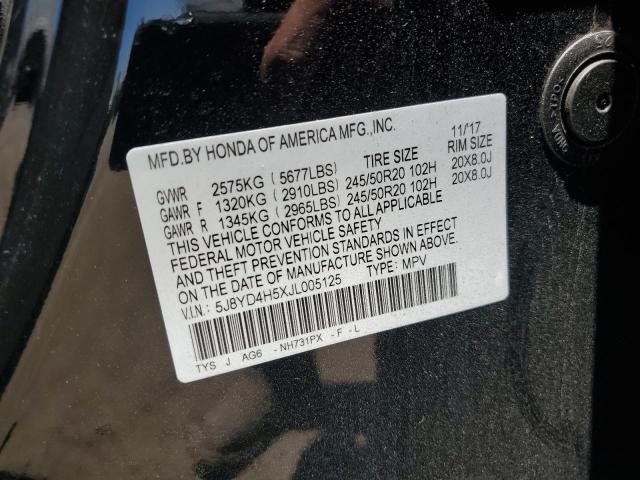 MFD.BY HONDA OF AMERICA MFG.,INC. 11/17
TIRE SIZE RIM SIZE
GVWR 2575KG ( 5677LBS)
GAWR F 1320KG ( 2910LBS) 245/50R20 102H 20X8.0J
GAWR R 1345KG ( 2965LBS) 245/50R20 102H 20X8.0J
THIS VEHICLE CONFORMS TO ALL APPLICABLE
FEDERAL MOTOR VEHICLE SAFETY
AND THEFT PREVENTION STANDARDS IN EFFECT
ON THE DATE OF MANUFACTURE SHOWN ABOVE.
V.I.N.: 5J8YD4H5XJL005125 TYPE: MPV
TYS J AG6 -NH731PX -F -L